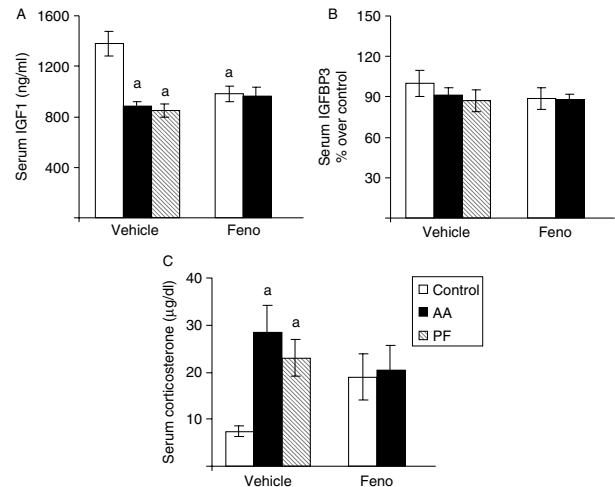 A
Serum IGF1 (ng/ml)
1600
1200
800
400
a
a
a
Vehicle
Feno
B
Serum IGFBP3
% over control
150
120
90
60
30
Vehicle
Feno
C
Serum corticosterone (µg/dl)
40
30
20
10
a
a
Vehicle
Feno
Control
AA
PF